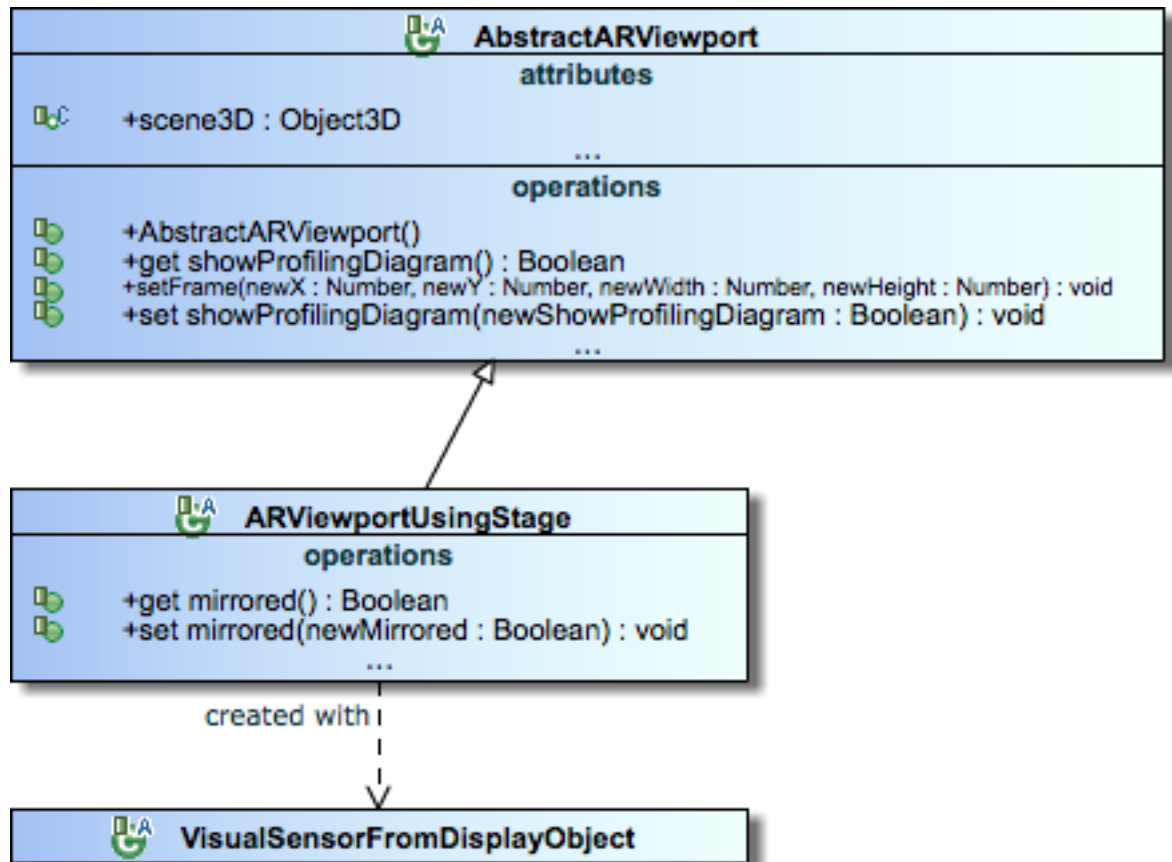 AbstractARViewport
attributes
+scene3D : Object3D
...
operations
+AbstractARViewport()
+get showProfilingDiagram() : Boolean
+setFrame(newX : Number, newY : Number, newWidth : Number, newHeight : Number) : void
+set showProfilingDiagram(newShowProfilingDiagram : Boolean) : void
...
ARViewportUsingStage
operations
+get mirrored() : Boolean
+set mirrored(newMirrored : Boolean) : void
...
created with
VisualSensorFromDisplayObject